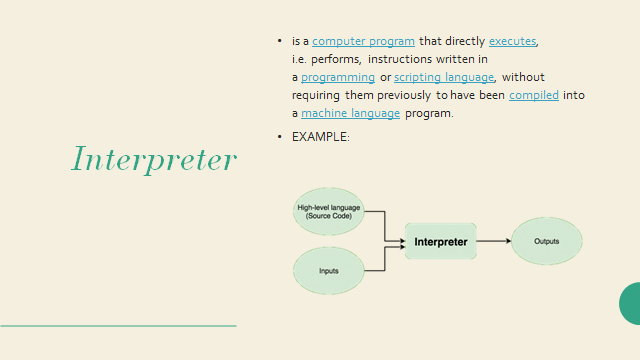 Interpreter
• is a computer program that directly executes,
i.e. performs, instructions written in
a programming or scripting language, without
requiring them previously to have been compiled into
a machine language program.
• EXAMPLE:
High-level language
(Source Code)
Inputs
Interpreter
Outputs